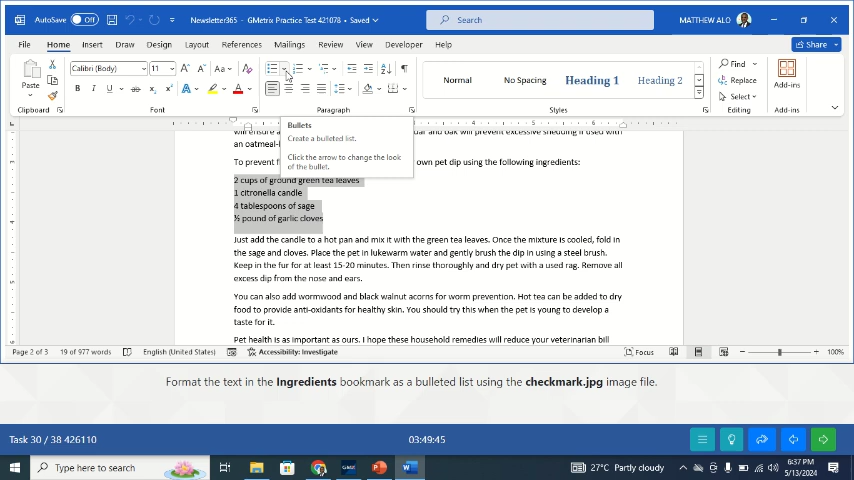 AutoSave Off Newsletter365 - GMetrix Practice Test 421078 • Saved Search MATTHEW ALO
File Home Insert Draw Design Layout References Mailings Review View Developer Help Share
Paste Calibri (Body) 11 Normal No Spacing Heading 1 Heading 2 Find Replace Select Add-ins
Clipboard Font Paragraph Styles Editing Add-ins
Bullets
Create a bulleted list.
Click the arrow to change the look
of the bullet.
will ensure a
an oatmeal-
To prevent f own pet dip using the following ingredients:
2 cups of ground green tea leaves
1 citronella candle
4 tablespoons of sage
½ pound of garlic cloves
Just add the candle to a hot pan and mix it with the green tea leaves. Once the mixture is cooled, fold in
the sage and cloves. Place the pet in lukewarm water and gently brush the dip in using a steel brush.
Keep in the fur for at least 15-20 minutes. Then rinse thoroughly and dry pet with a used rag. Remove all
excess dip from the nose and ears.
You can also add wormwood and black walnut acorns for worm prevention. Hot tea can be added to dry
food to provide anti-oxidants for healthy skin. You should try this when the pet is young to develop a
taste for it.
Pet health is as important as ours. I hope these household remedies will reduce your veterinarian bill
Page 2 of 3 19 of 977 words English (United States) Accessibility: Investigate Focus 100%
Format the text in the Ingredients bookmark as a bulleted list using the checkmark.jpg image file.
Task 30 / 38 426110 03:49:45
Type here to search 27°C Partly cloudy 6:37 PM
5/13/2024